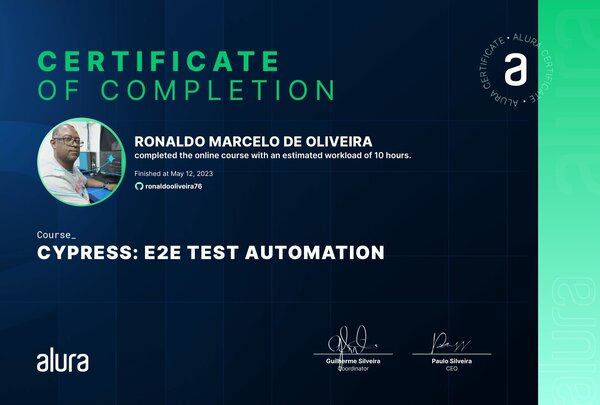 CERTIFICATE
OF COMPLETION
ALURA CERTIFICATE • ALURA CERTIFICATE •
a
RONALDO MARCELO DE OLIVEIRA
completed the online course with an estimated workload of 10 hours.
Finished at May 12, 2023
ronaldooliveira76
Course_
CYPRESS: E2E TEST AUTOMATION
Guilherme Silveira
Coordinator
Paulo Silveira
CEO
alura
alura
alura